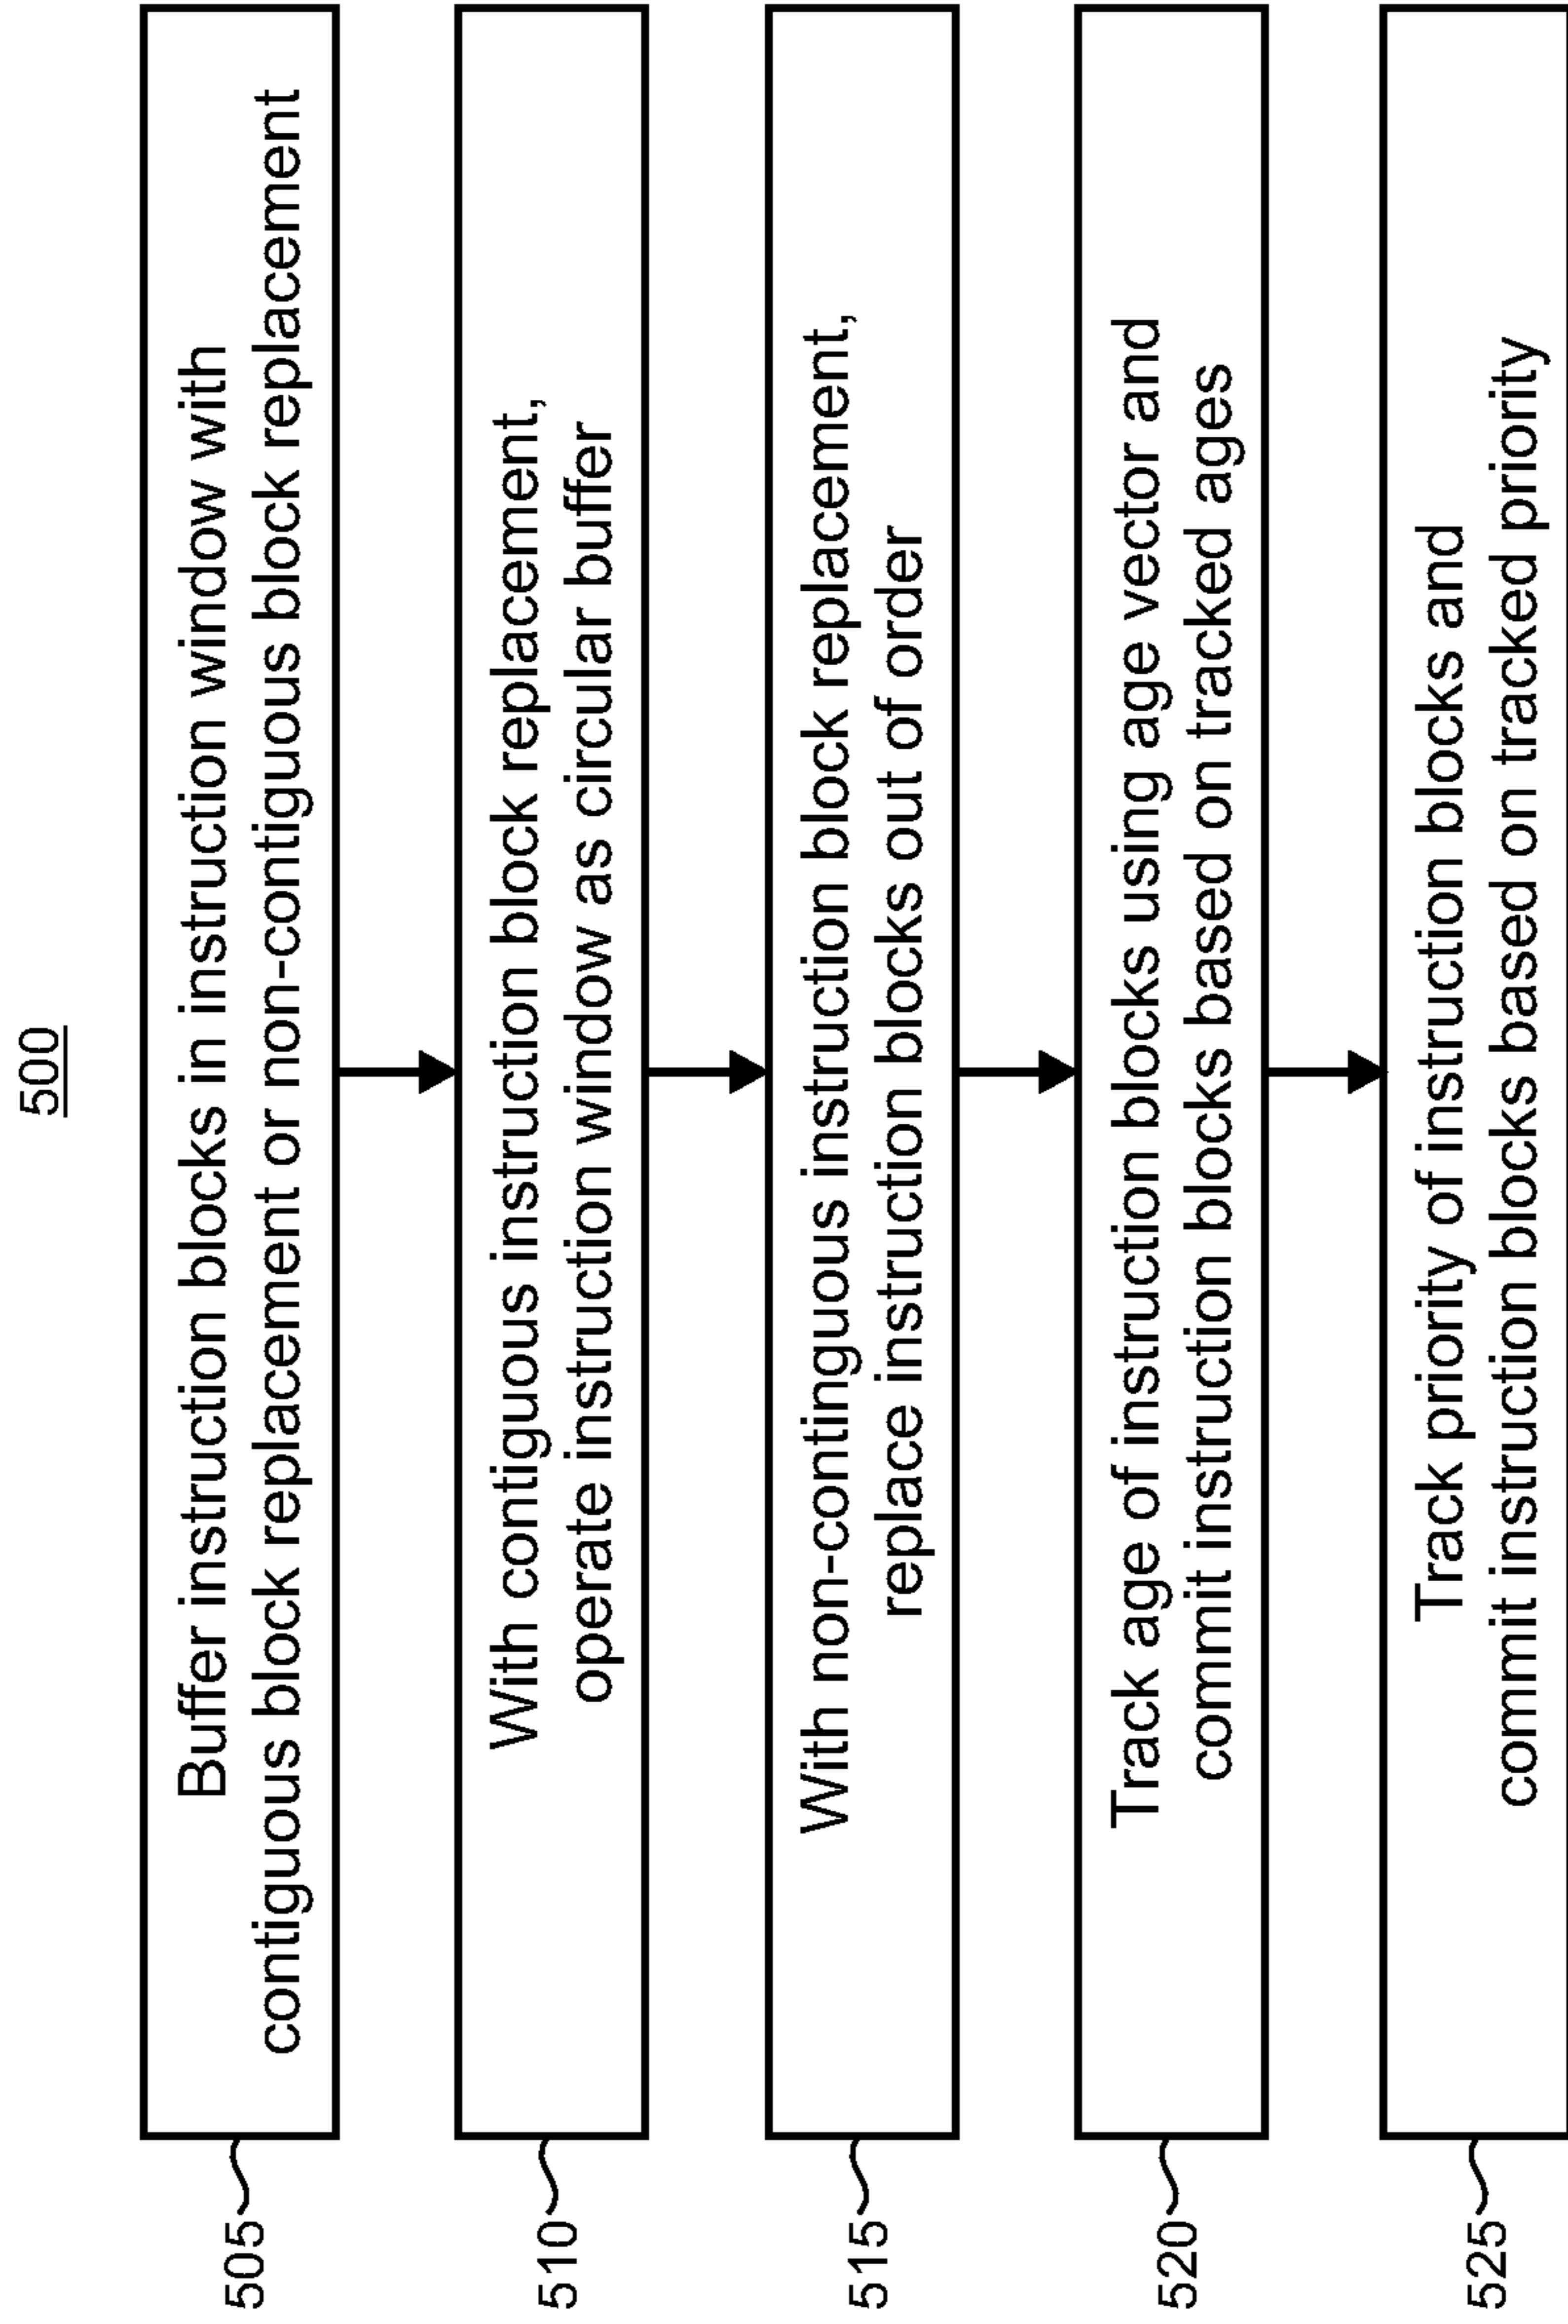 500
505
Buffer instruction blocks in instruction window with
contiguous block replacement or non-contiguous block replacement
510
With contiguous instruction block replacement,
operate instruction window as circular buffer
515
With non-continguous instruction block replacement,
replace instruction blocks out of order
520
Track age of instruction blocks using age vector and
commit instruction blocks based on tracked ages
525
Track priority of instruction blocks and
commit instruction blocks based on tracked priority